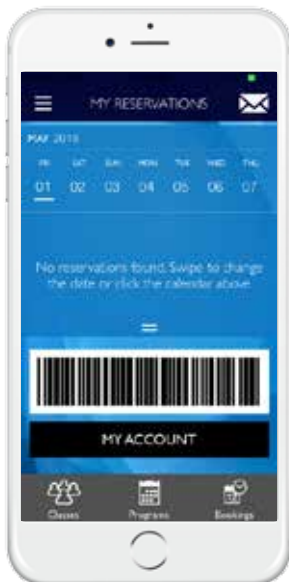 MY RESERVATIONS
MAY 2018
FRI SAT SUN MON TUE WED THU
01 02 03 04 05 06 07
No reservations found. Swipe to change
the date or click the calendar above
MY ACCOUNT
Classes Programs Bookings